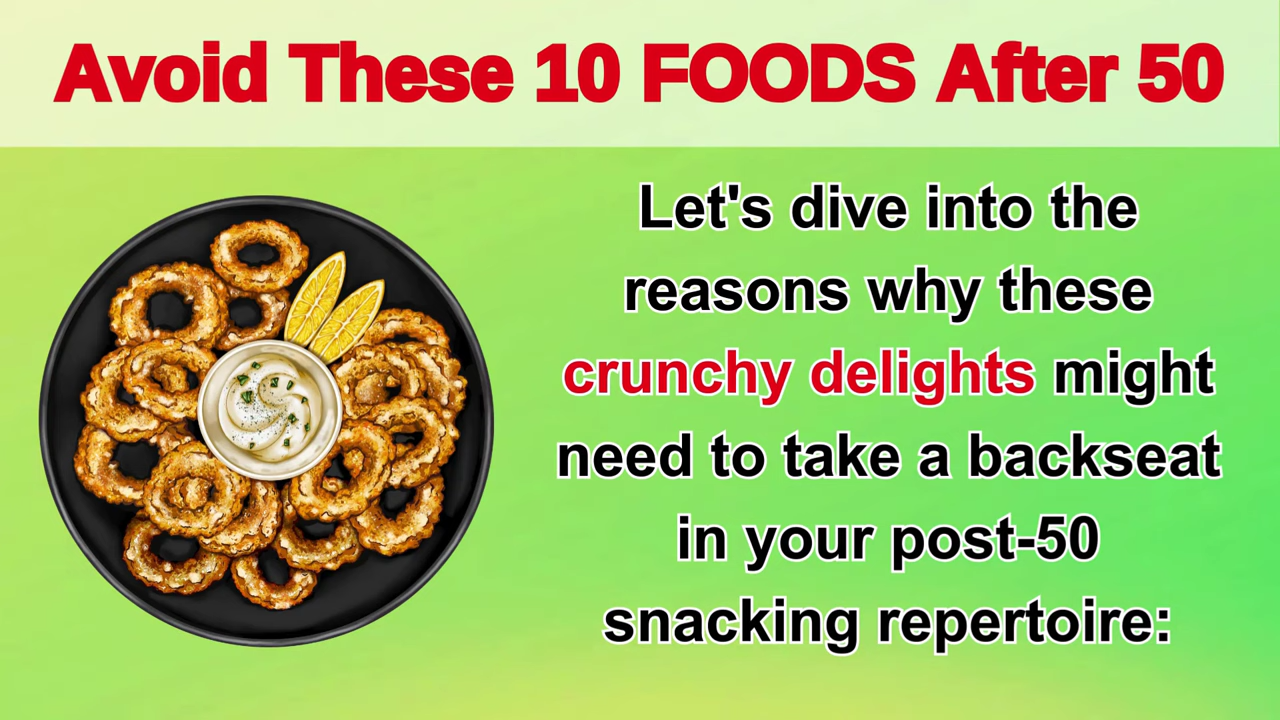 Avoid These 10 FOODS After 50
Let's dive into the
reasons why these
crunchy delights might
need to take a backseat
in your post-50
snacking repertoire: